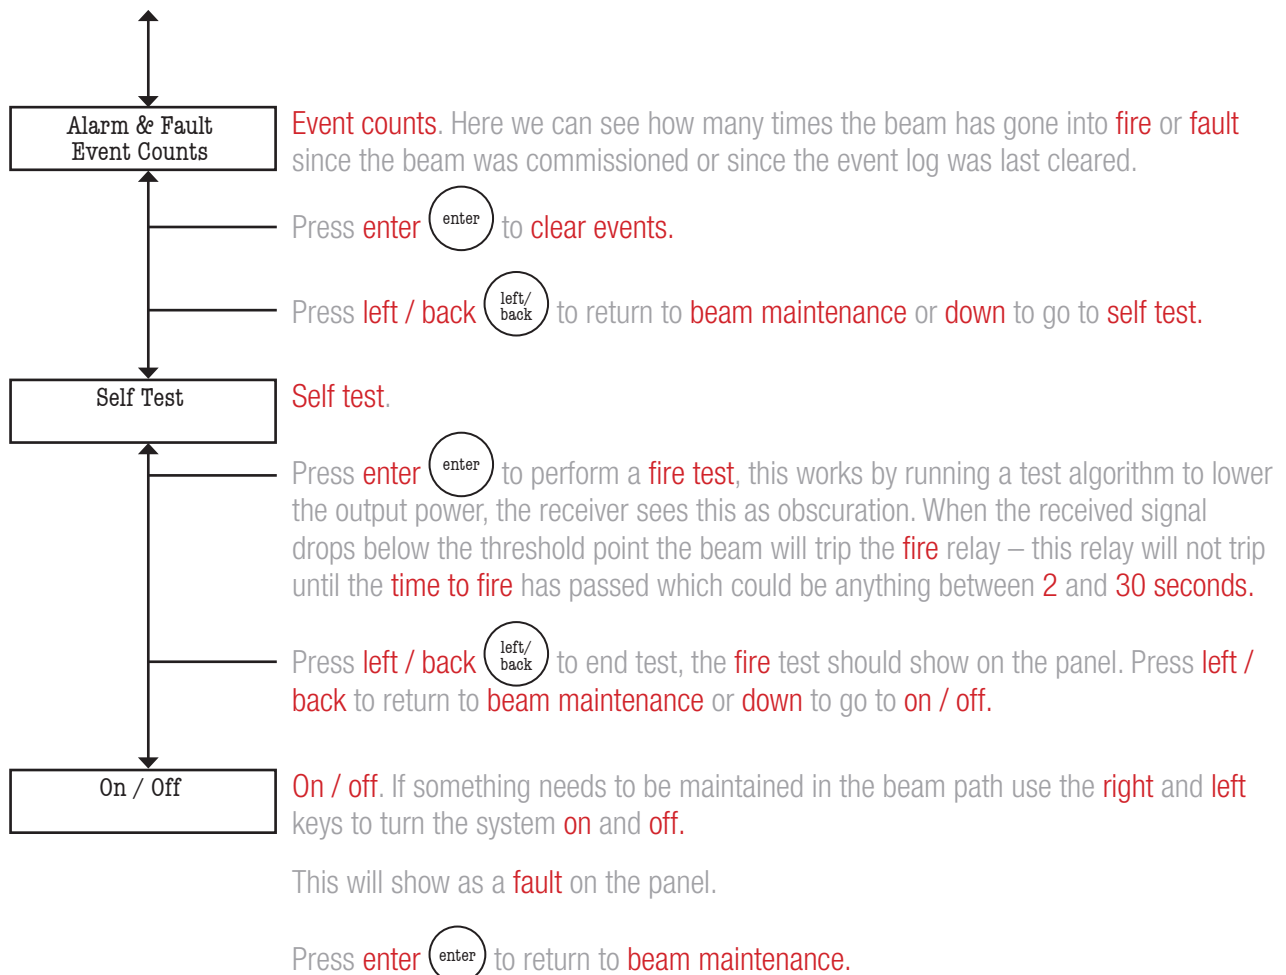 Alarm & Fault
Event Counts
Event counts. Here we can see how many times the beam has gone into fire or fault
since the beam was commissioned or since the event log was last cleared.
Press enter enter to clear events.
Press left / back left/ back to return to beam maintenance or down to go to self test.
Self Test
Self test.
Press enter enter to perform a fire test, this works by running a test algorithm to lower
the output power, the receiver sees this as obscuration. When the received signal
drops below the threshold point the beam will trip the fire relay – this relay will not trip
until the time to fire has passed which could be anything between 2 and 30 seconds.
Press left / back left/ back to end test, the fire test should show on the panel. Press left /
back to return to beam maintenance or down to go to on / off.
On / Off
On / off. If something needs to be maintained in the beam path use the right and left
keys to turn the system on and off.
This will show as a fault on the panel.
Press enter enter to return to beam maintenance.